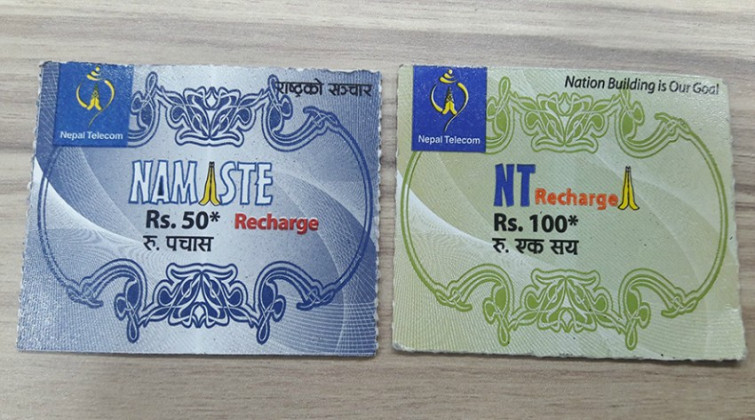 Nepal Telecom
राष्ट्रको सञ्चार
NAMASTE
Rs. 50* Recharge
रु. पचास
Nepal Telecom
Nation Building is Our Goal
NT Recharge
Rs. 100*
रु. एक सय